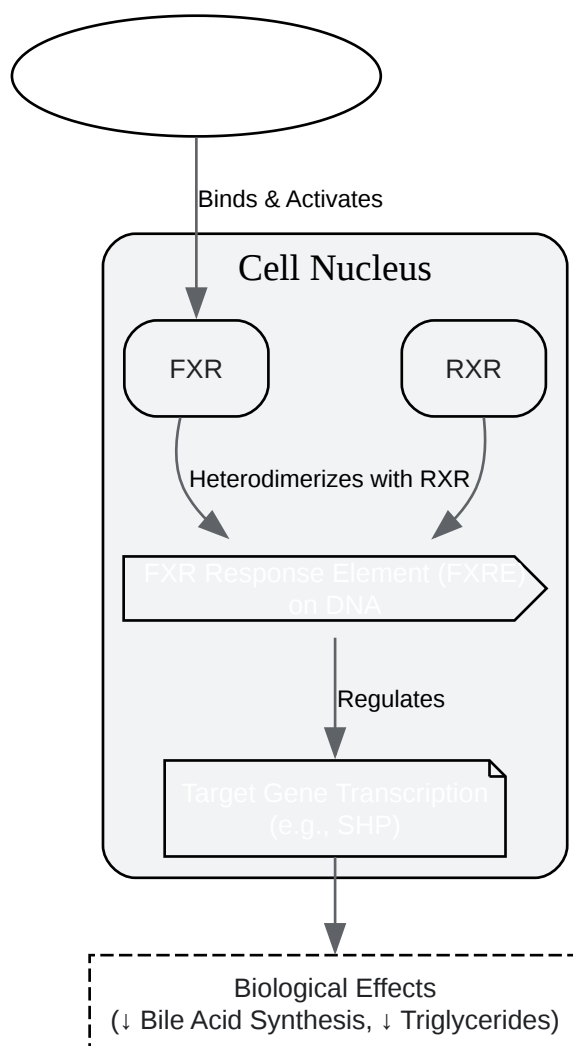 Binds & Activates
Cell Nucleus
FXR
RXR
Heterodimerizes with RXR
FXR Response Element (FXRE)
on DNA
Regulates
Target Gene Transcription
(e.g., SHP)
Biological Effects
(↓ Bile Acid Synthesis, ↓ Triglycerides)